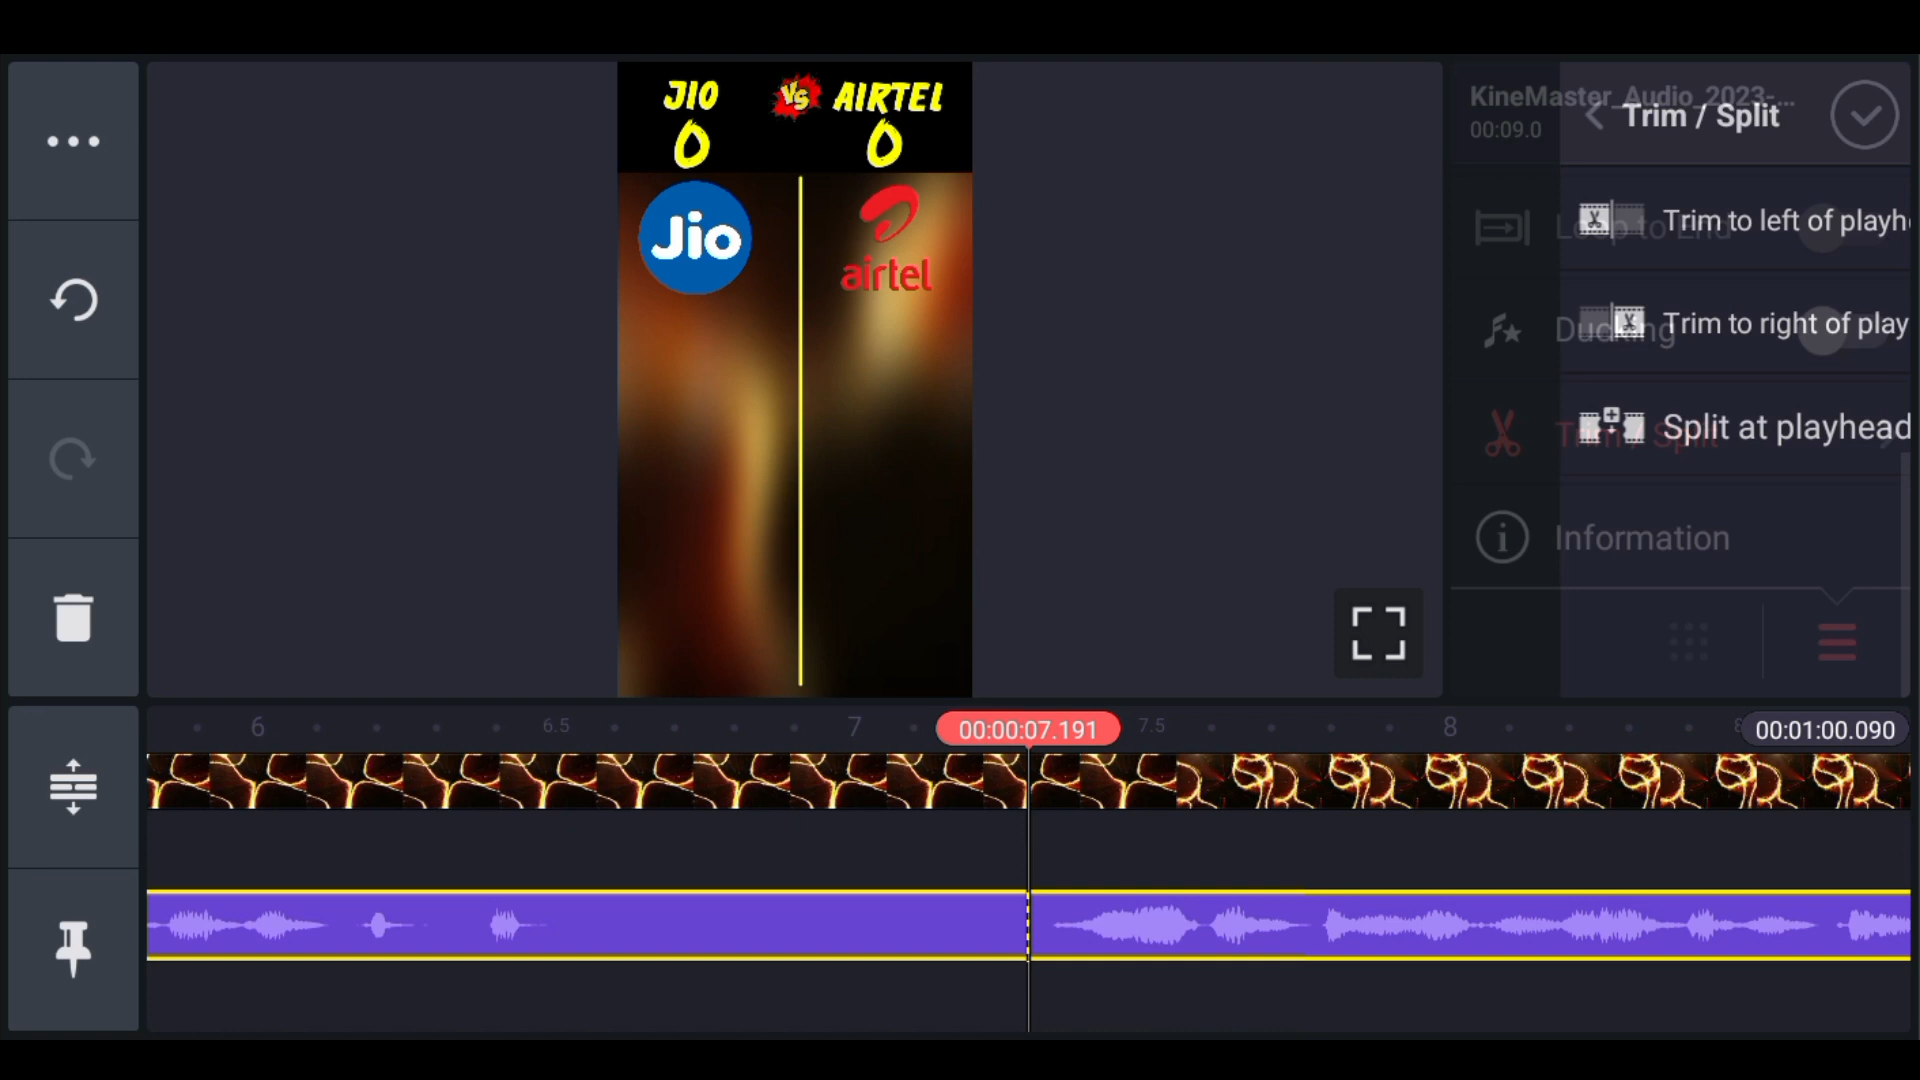 JIO VS AIRTEL
0 0
Jio
airtel
KineMaster_Audio_2023-...
00:09.0
Trim / Split
Trim to left of playh
Loop to End
Trim to right of play
Ducking
Split at playhead
Trim / Split
Information
6 6.5 7 00:00:07.191 7.5 8 00:01:00.090